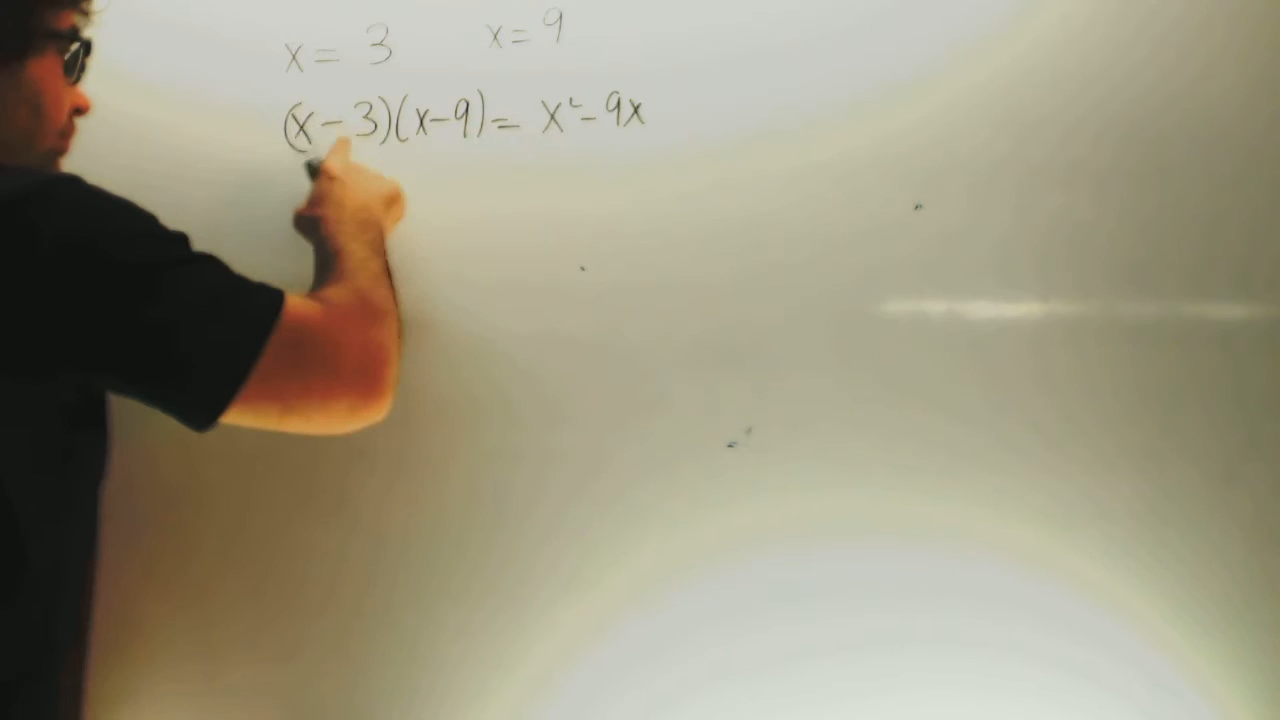 x = 3 x = 9
(x - 3)(x - 9) = x² - 9x